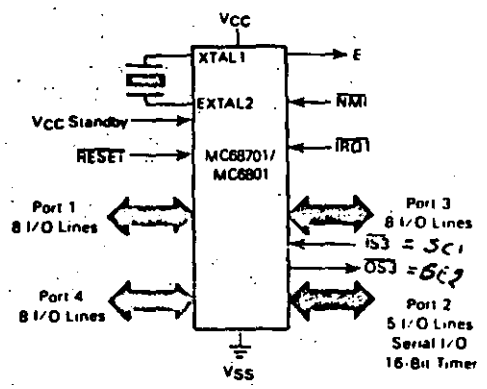 VCC
XTAL1
E
EXTAL2
NMI
VCC Standby
RESET
MC68701/
MC6801
IRQ1
Port 1
8 I/O Lines
Port 3
8 I/O Lines
IS3 = SC1
OS3 =
Port 4
8 I/O Lines
Port 2
5 I/O Lines
Serial I/O
16-Bit Timer
VSS